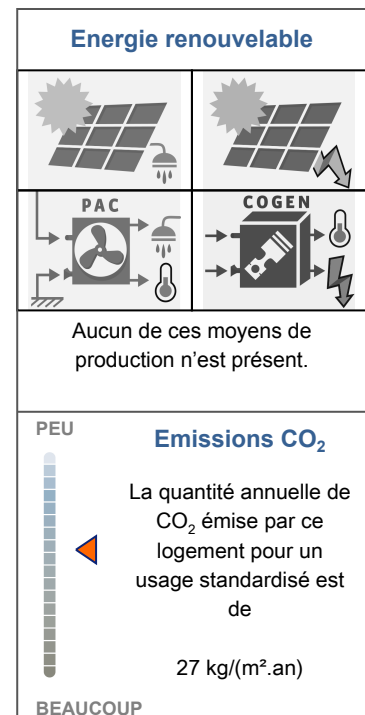 Energie renouvelable
PAC
COGEN
Aucun de ces moyens de
production n'est présent.
PEU
Emissions CO₂
La quantité annuelle de
CO₂ émise par ce
logement pour un
usage standardisé est
de
27 kg/(m².an)
BEAUCOUP